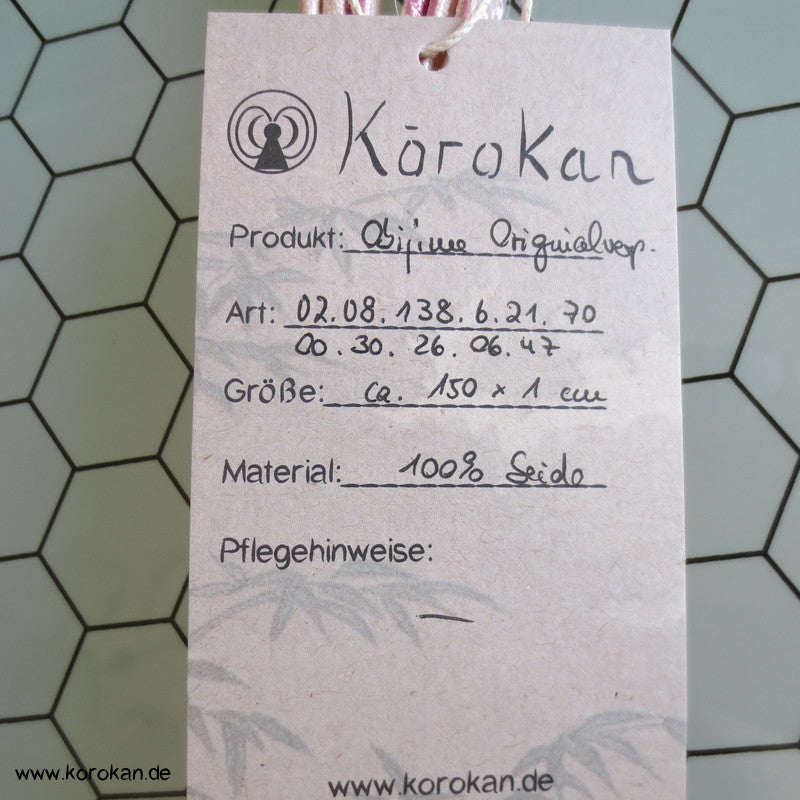 Kōrokan
Produkt: Obijime Originalverp.
Art: 02.08.138.6.21.70
00.30.26.06.47
Größe: ca. 150 x 1 cm
Material: 100% Seide
Pflegehinweise:
—
www.korokan.de
www.korokan.de